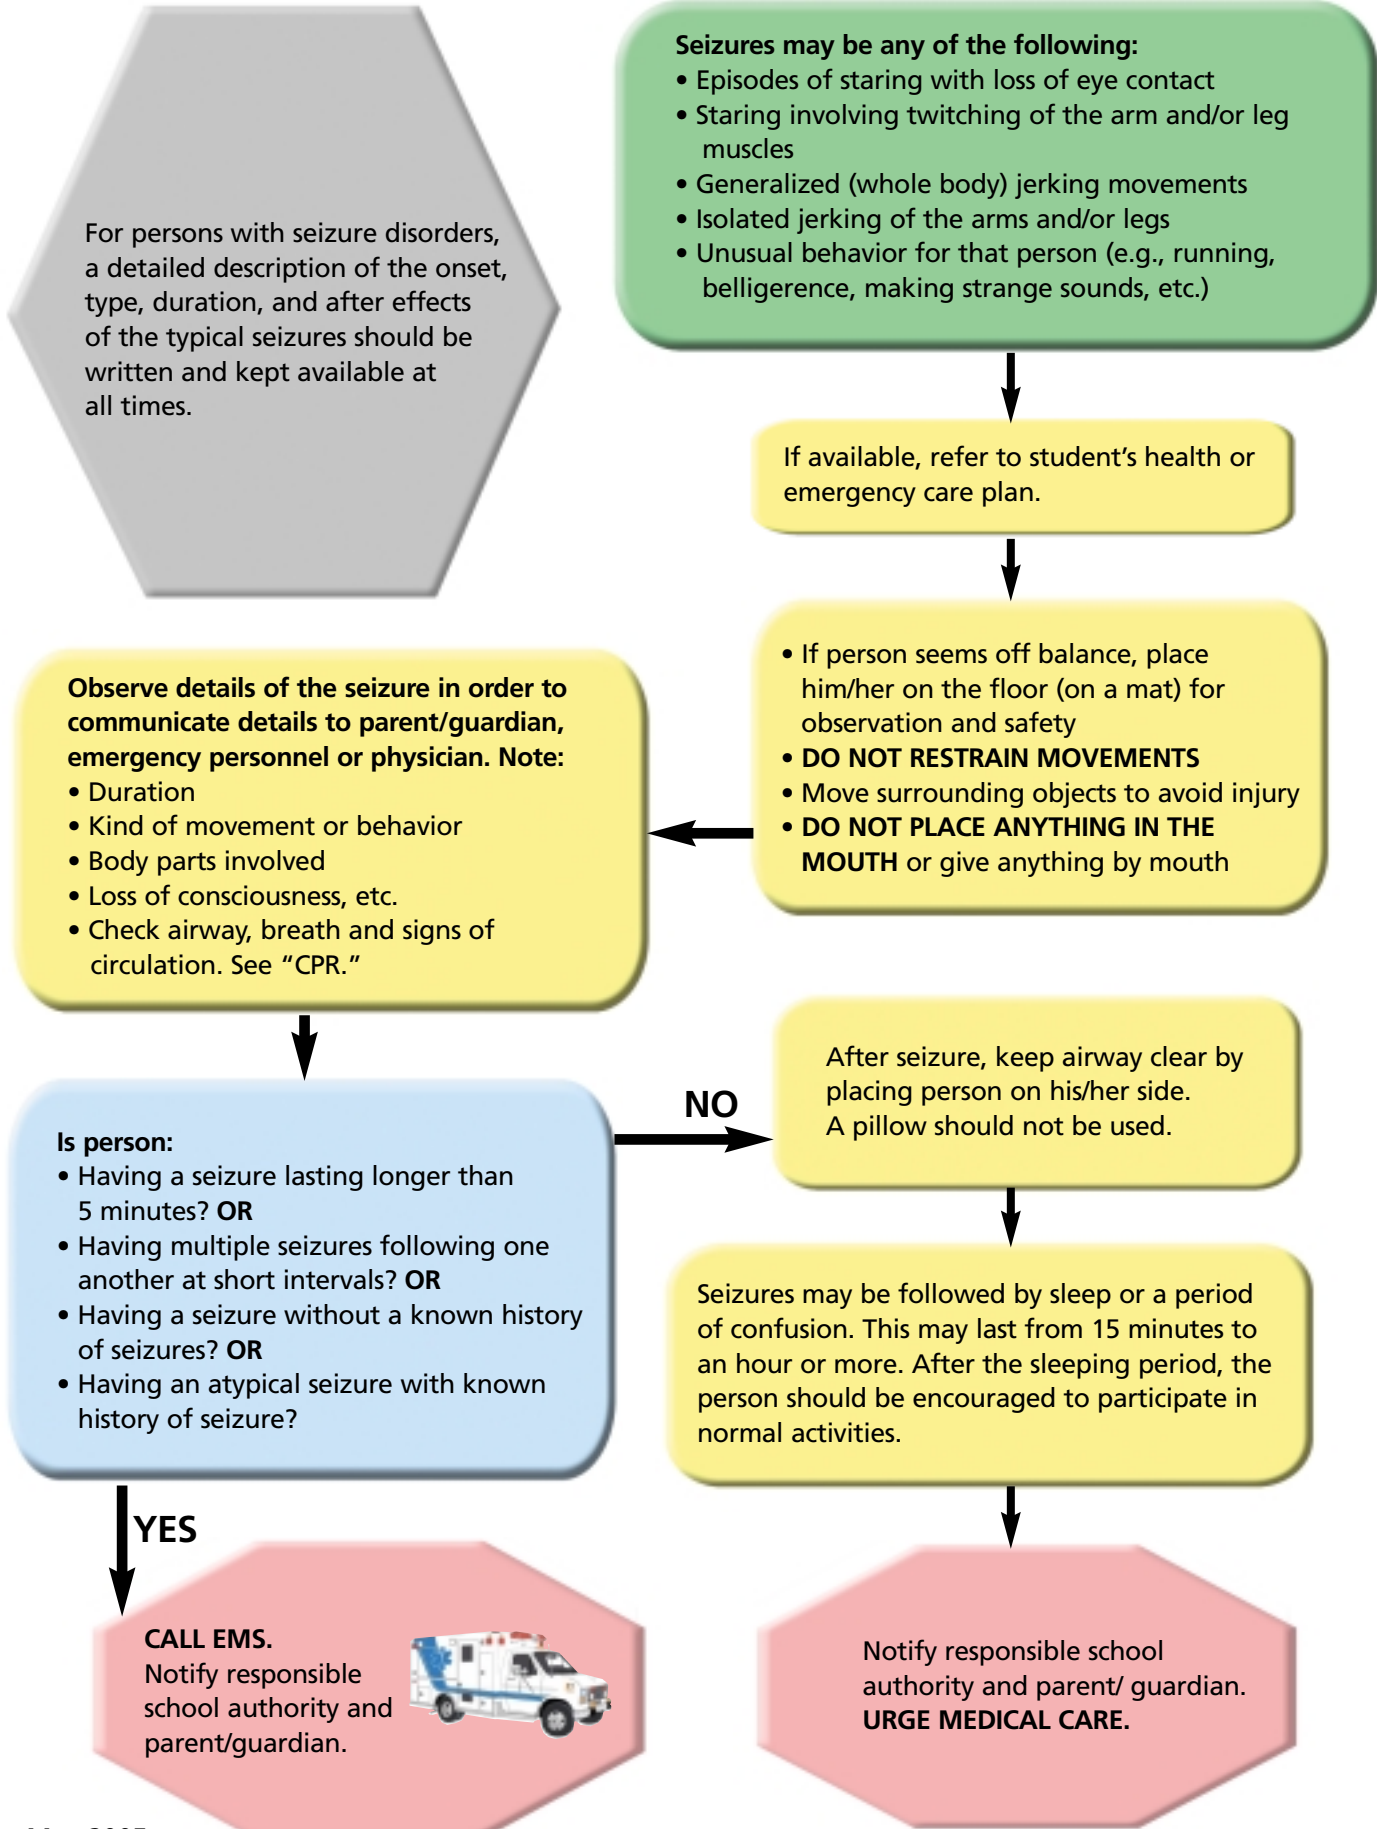 For persons with seizure disorders,
a detailed description of the onset,
type, duration, and after effects
of the typical seizures should be
written and kept available at
all times.
Seizures may be any of the following:
• Episodes of staring with loss of eye contact
• Staring involving twitching of the arm and/or leg
muscles
• Generalized (whole body) jerking movements
• Isolated jerking of the arms and/or legs
• Unusual behavior for that person (e.g., running,
belligerence, making strange sounds, etc.)
If available, refer to student's health or
emergency care plan.
• If person seems off balance, place
him/her on the floor (on a mat) for
observation and safety
• DO NOT RESTRAIN MOVEMENTS
• Move surrounding objects to avoid injury
• DO NOT PLACE ANYTHING IN THE
MOUTH or give anything by mouth
Observe details of the seizure in order to
communicate details to parent/guardian,
emergency personnel or physician. Note:
• Duration
• Kind of movement or behavior
• Body parts involved
• Loss of consciousness, etc.
• Check airway, breath and signs of
circulation. See "CPR."
Is person:
• Having a seizure lasting longer than
5 minutes? OR
• Having multiple seizures following one
another at short intervals? OR
• Having a seizure without a known history
of seizures? OR
• Having an atypical seizure with known
history of seizure?
NO
After seizure, keep airway clear by
placing person on his/her side.
A pillow should not be used.
Seizures may be followed by sleep or a period
of confusion. This may last from 15 minutes to
an hour or more. After the sleeping period, the
person should be encouraged to participate in
normal activities.
YES
CALL EMS.
Notify responsible
school authority and
parent/guardian.
Notify responsible school
authority and parent/ guardian.
URGE MEDICAL CARE.